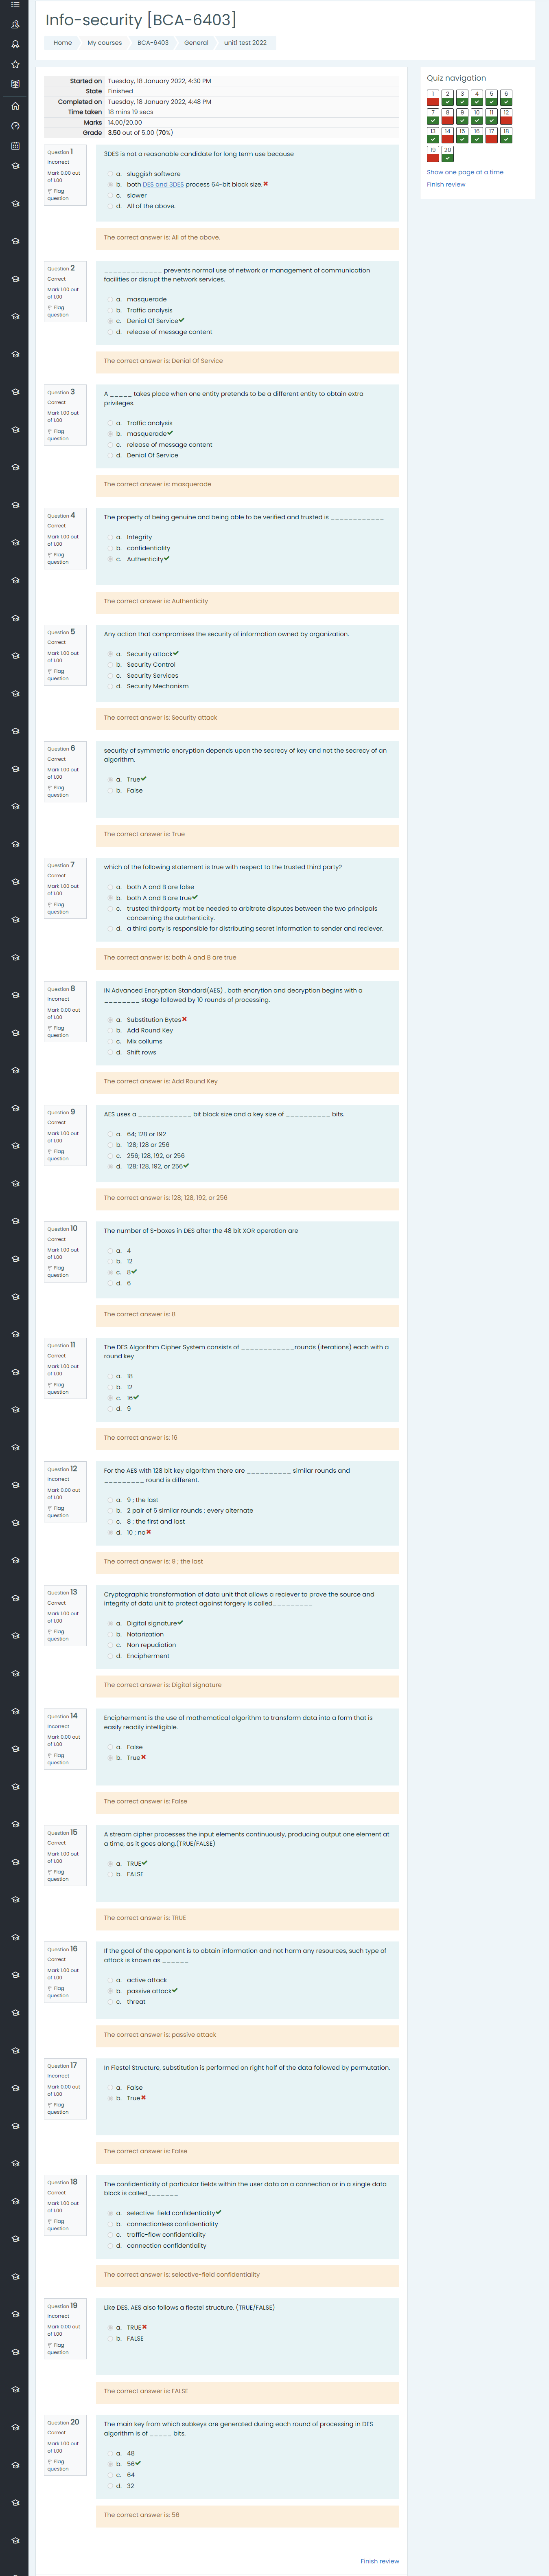 Info-security [BCA-6403]
Home My courses BCA-6403 General unit1 test 2022
Started on Tuesday, 18 January 2022, 4:30 PM
State Finished
Completed on Tuesday, 18 January 2022, 4:48 PM
Time taken 18 mins 19 secs
Marks 14.00/20.00
Grade 3.50 out of 5.00 (70%)
Quiz navigation
1 2 3 4 5 6
7 8 9 10 11 12
13 14 15 16 17 18
19 20
Show one page at a time
Finish review
Question 1
Incorrect
Mark 0.00 out
of 1.00
Flag
question
3DES is not a reasonable candidate for long term use because
a. sluggish software
b. both DES and 3DES process 64-bit block size.
c. slower
d. All of the above.
The correct answer is: All of the above.
Question 2
Correct
Mark 1.00 out
of 1.00
Flag
question
_____________ prevents normal use of network or management of communication
facilities or disrupt the network services.
a. masquerade
b. Traffic analysis
c. Denial Of Service
d. release of message content
The correct answer is: Denial Of Service
Question 3
Correct
Mark 1.00 out
of 1.00
Flag
question
A _____ takes place when one entity pretends to be a different entity to obtain extra
privileges.
a. Traffic analysis
b. masquerade
c. release of message content
d. Denial Of Service
The correct answer is: masquerade
Question 4
Correct
Mark 1.00 out
of 1.00
Flag
question
The property of being genuine and being able to be verified and trusted is ____________
a. Integrity
b. confidentiality
c. Authenticity
The correct answer is: Authenticity
Question 5
Correct
Mark 1.00 out
of 1.00
Flag
question
Any action that compromises the security of information owned by organization.
a. Security attack
b. Security Control
c. Security Services
d. Security Mechanism
The correct answer is: Security attack
Question 6
Correct
Mark 1.00 out
of 1.00
Flag
question
security of symmetric encryption depends upon the secrecy of key and not the secrecy of an
algorithm.
a. True
b. False
The correct answer is: True
Question 7
Correct
Mark 1.00 out
of 1.00
Flag
question
which of the following statement is true with respect to the trusted third party?
a. both A and B are false
b. both A and B are true
c. trusted thirdparty mat be needed to arbitrate disputes between the two principals
concerning the autrhenticity.
d. a third party is responsible for distributing secret information to sender and reciever.
The correct answer is: both A and B are true
Question 8
Incorrect
Mark 0.00 out
of 1.00
Flag
question
IN Advanced Encryption Standard(AES) , both encrytion and decryption begins with a
________ stage followed by 10 rounds of processing.
a. Substitution Bytes
b. Add Round Key
c. Mix collums
d. Shift rows
The correct answer is: Add Round Key
Question 9
Correct
Mark 1.00 out
of 1.00
Flag
question
AES uses a ____________ bit block size and a key size of __________ bits.
a. 64; 128 or 192
b. 128; 128 or 256
c. 256; 128, 192, or 256
d. 128; 128, 192, or 256
The correct answer is: 128; 128, 192, or 256
Question 10
Correct
Mark 1.00 out
of 1.00
Flag
question
The number of S-boxes in DES after the 48 bit XOR operation are
a. 4
b. 12
c. 8
d. 6
The correct answer is: 8
Question 11
Correct
Mark 1.00 out
of 1.00
Flag
question
The DES Algorithm Cipher System consists of ____________rounds (iterations) each with a
round key
a. 18
b. 12
c. 16
d. 9
The correct answer is: 16
Question 12
Incorrect
Mark 0.00 out
of 1.00
Flag
question
For the AES with 128 bit key algorithm there are __________ similar rounds and
_________ round is different.
a. 9 ; the last
b. 2 pair of 5 similar rounds ; every alternate
c. 8 ; the first and last
d. 10 ; no
The correct answer is: 9 ; the last
Question 13
Correct
Mark 1.00 out
of 1.00
Flag
question
Cryptographic transformation of data unit that allows a reciever to prove the source and
integrity of data unit to protect against forgery is called_________
a. Digital signature
b. Notarization
c. Non repudiation
d. Encipherment
The correct answer is: Digital signature
Question 14
Incorrect
Mark 0.00 out
of 1.00
Flag
question
Encipherment is the use of mathematical algorithm to transform data into a form that is
easily readily intelligible.
a. False
b. True
The correct answer is: False
Question 15
Correct
Mark 1.00 out
of 1.00
Flag
question
A stream cipher processes the input elements continuously, producing output one element at
a time, as it goes along.(TRUE/FALSE)
a. TRUE
b. FALSE
The correct answer is: TRUE
Question 16
Correct
Mark 1.00 out
of 1.00
Flag
question
If the goal of the opponent is to obtain information and not harm any resources, such type of
attack is known as ______
a. active attack
b. passive attack
c. threat
The correct answer is: passive attack
Question 17
Incorrect
Mark 0.00 out
of 1.00
Flag
question
In Fiestel Structure, substitution is performed on right half of the data followed by permutation.
a. False
b. True
The correct answer is: False
Question 18
Correct
Mark 1.00 out
of 1.00
Flag
question
The confidentiality of particular fields within the user data on a connection or in a single data
block is called_______
a. selective-field confidentiality
b. connectionless confidentiality
c. traffic-flow confidentiality
d. connection confidentiality
The correct answer is: selective-field confidentiality
Question 19
Incorrect
Mark 0.00 out
of 1.00
Flag
question
Like DES, AES also follows a fiestel structure. (TRUE/FALSE)
a. TRUE
b. FALSE
The correct answer is: FALSE
Question 20
Correct
Mark 1.00 out
of 1.00
Flag
question
The main key from which subkeys are generated during each round of processing in DES
algorithm is of _____ bits.
a. 48
b. 56
c. 64
d. 32
The correct answer is: 56
Finish review